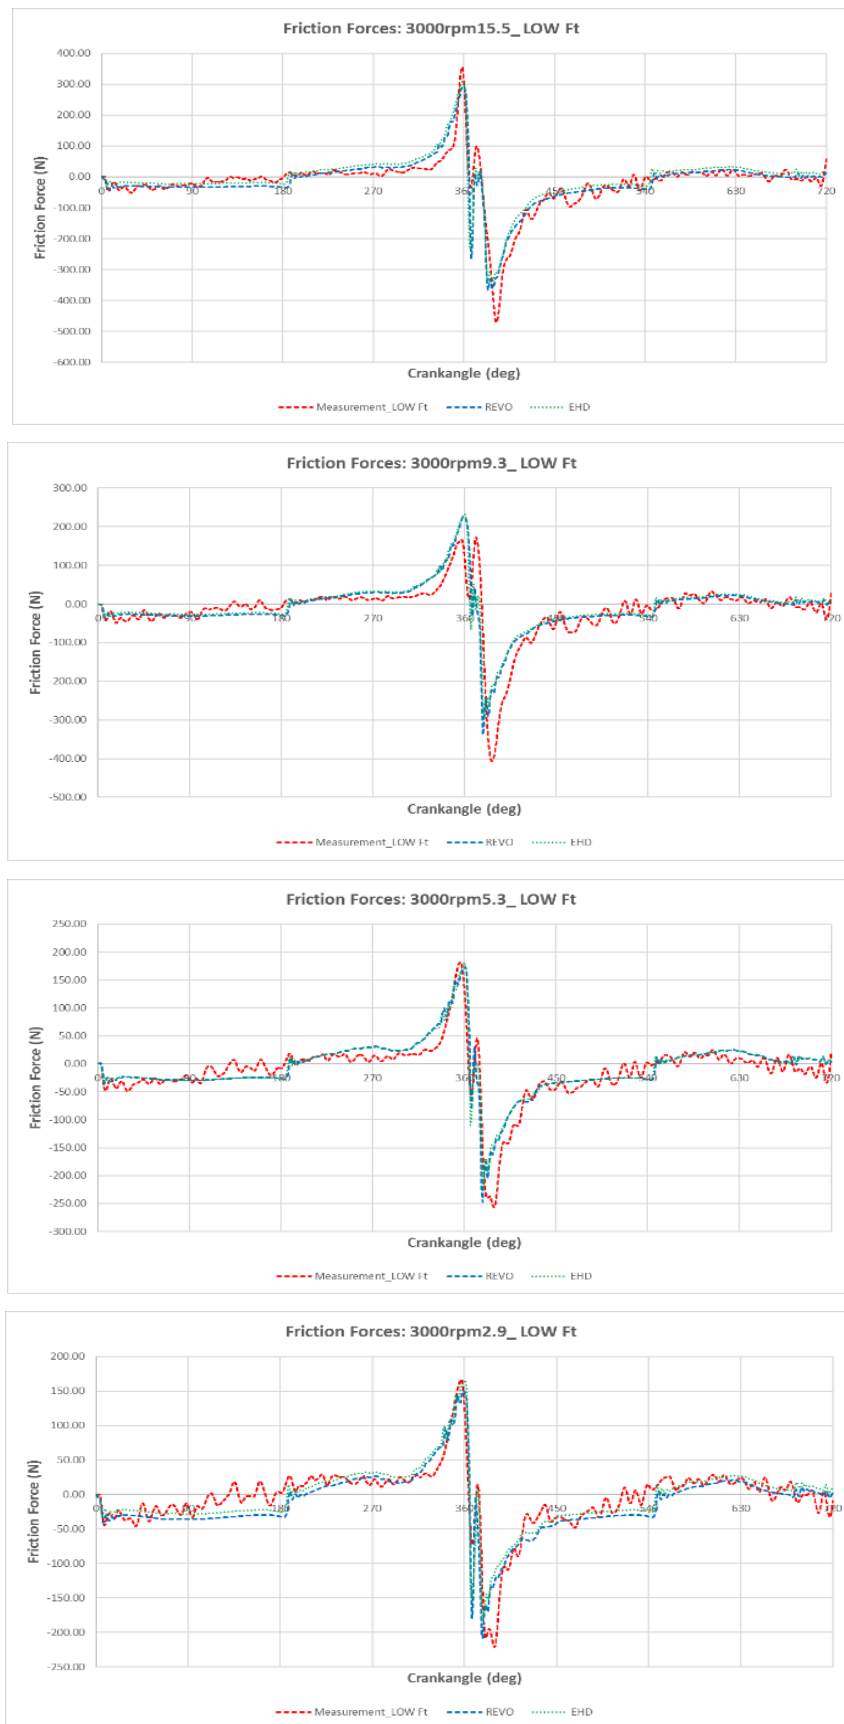 Friction Forces: 3000rpm15.5_ LOW Ft
400.00
300.00
200.00
100.00
0.00
-100.00
-200.00
-300.00
-400.00
-500.00
-600.00
0 90 180 270 360 450 540 630 720
Friction Force (N)
Crankangle (deg)
Measurement_LOW Ft REVO EHD
Friction Forces: 3000rpm9.3_ LOW Ft
300.00
200.00
100.00
0.00
-100.00
-200.00
-300.00
-400.00
-500.00
0 90 180 270 360 450 540 630 720
Friction Force (N)
Crankangle (deg)
Measurement_LOW Ft REVO EHD
Friction Forces: 3000rpm5.3_ LOW Ft
250.00
200.00
150.00
100.00
50.00
0.00
-50.00
-100.00
-150.00
-200.00
-250.00
-300.00
0 90 180 270 360 450 540 630 720
Friction Force (N)
Crankangle (deg)
Measurement_LOW Ft REVO EHD
Friction Forces: 3000rpm2.9_ LOW Ft
200.00
150.00
100.00
50.00
0.00
-50.00
-100.00
-150.00
-200.00
-250.00
0 90 180 270 360 450 540 630 720
Friction Force (N)
Crankangle (deg)
Measurement_LOW Ft REVO EHD